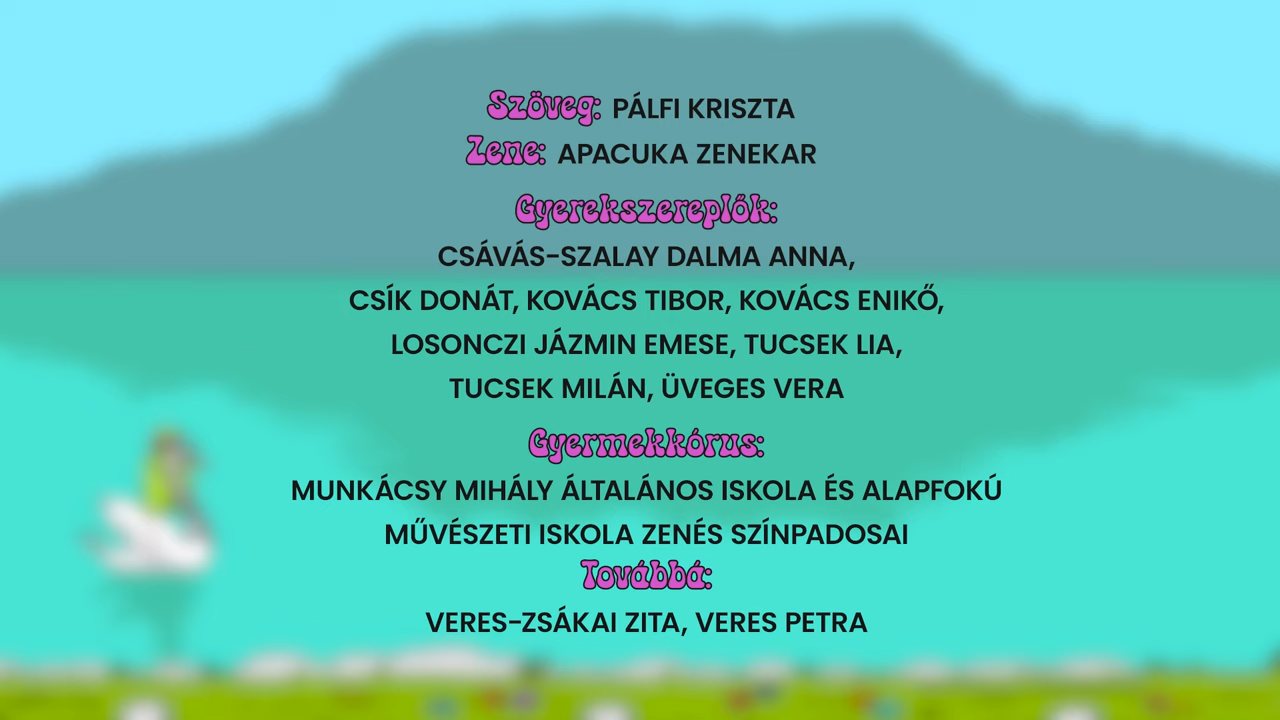 Szöveg: PÁLFI KRISZTA
Zene: APACUKA ZENEKAR
Gyerekszereplők:
CSÁVÁS-SZALAY DALMA ANNA,
CSÍK DONÁT, KOVÁCS TIBOR, KOVÁCS ENIKŐ,
LOSONCZI JÁZMIN EMESE, TUCSEK LIA,
TUCSEK MILÁN, ÜVEGES VERA
Gyermekkórus:
MUNKÁCSY MIHÁLY ÁLTALÁNOS ISKOLA ÉS ALAPFOKÚ
MŰVÉSZETI ISKOLA ZENÉS SZÍNPADOSAI
Továbbá:
VERES-ZSÁKAI ZITA, VERES PETRA